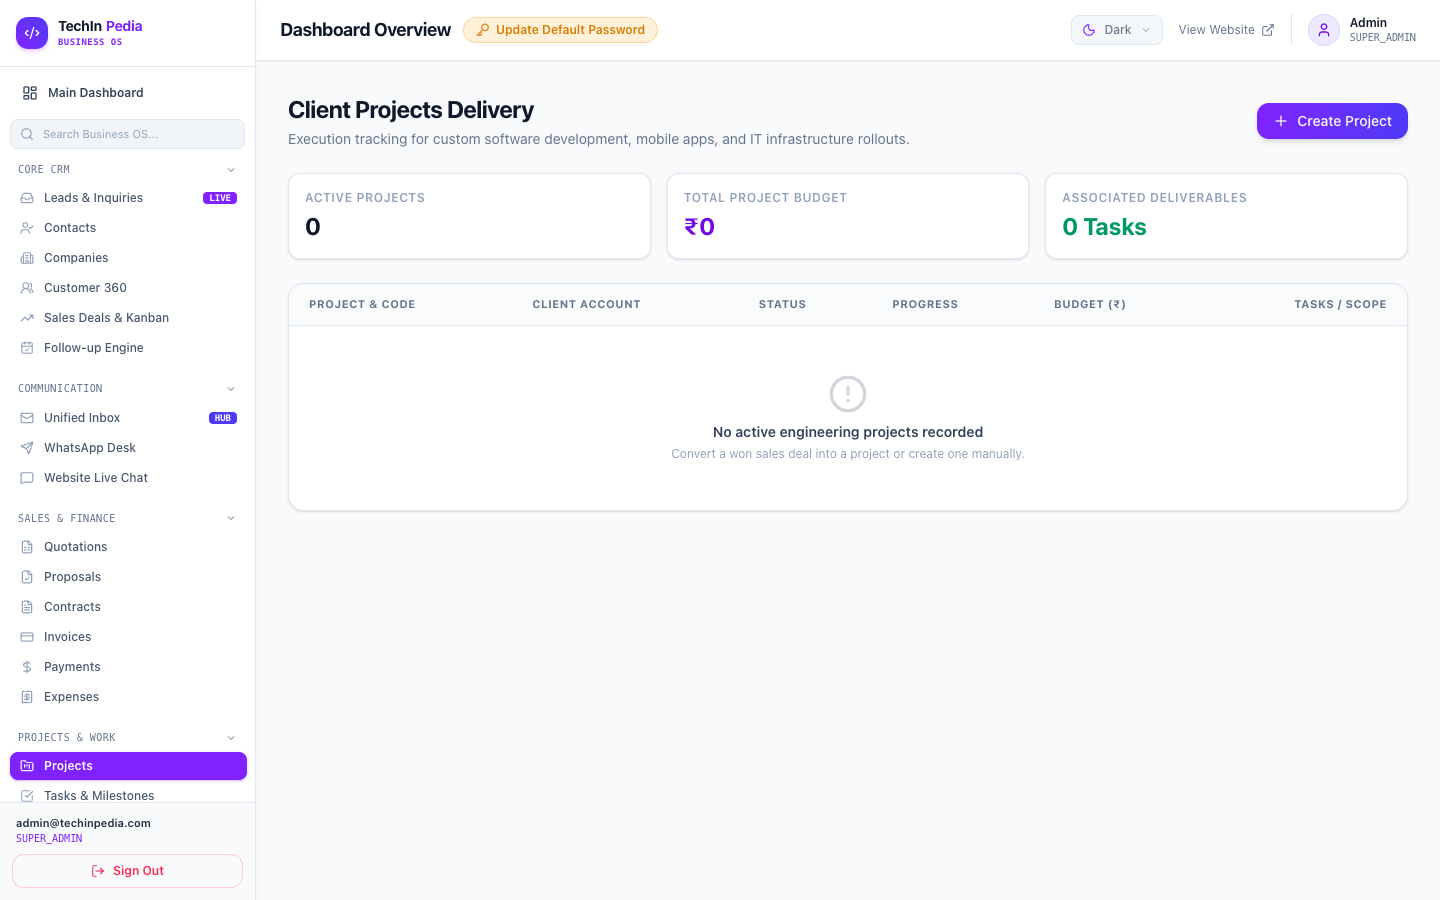 TechIn Pedia
BUSINESS OS
Main Dashboard
Search Business OS...
CORE CRM
Leads & Inquiries LIVE
Contacts
Companies
Customer 360
Sales Deals & Kanban
Follow-up Engine
COMMUNICATION
Unified Inbox HUB
WhatsApp Desk
Website Live Chat
SALES & FINANCE
Quotations
Proposals
Contracts
Invoices
Payments
Expenses
PROJECTS & WORK
Projects
Tasks & Milestones
admin@techinpedia.com
SUPER_ADMIN
Sign Out
Dashboard Overview Update Default Password Dark View Website Admin
SUPER_ADMIN
Client Projects Delivery
Execution tracking for custom software development, mobile apps, and IT infrastructure rollouts.
Create Project
ACTIVE PROJECTS
0
TOTAL PROJECT BUDGET
₹0
ASSOCIATED DELIVERABLES
0 Tasks
PROJECT & CODE CLIENT ACCOUNT STATUS PROGRESS BUDGET (₹) TASKS / SCOPE
No active engineering projects recorded
Convert a won sales deal into a project or create one manually.